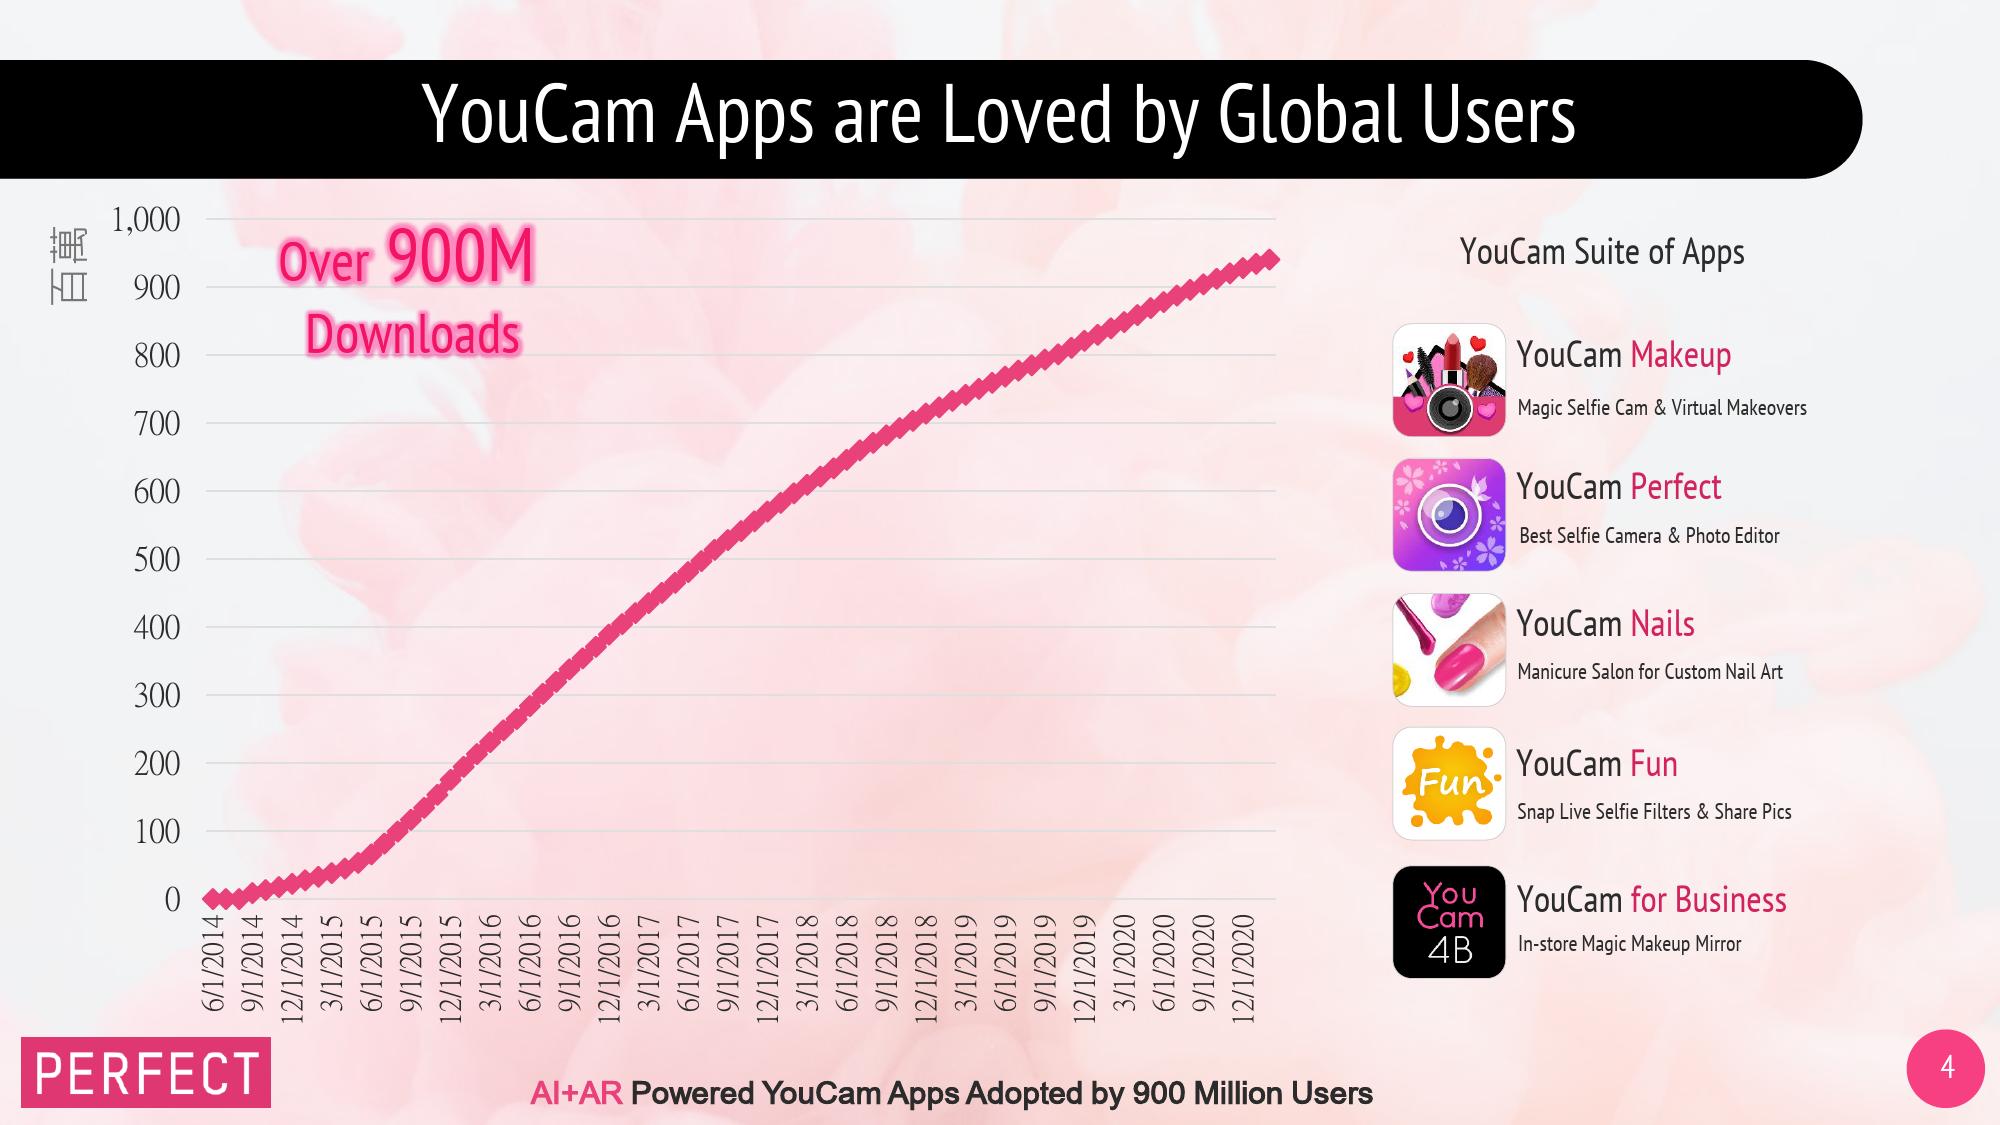 YouCam Apps are Loved by Global Users
百萬
1,000
900
800
700
600
500
400
300
200
100
0
Over 900M
Downloads
6/1/2014
9/1/2014
12/1/2014
3/1/2015
6/1/2015
9/1/2015
12/1/2015
3/1/2016
6/1/2016
9/1/2016
12/1/2016
3/1/2017
6/1/2017
9/1/2017
12/1/2017
3/1/2018
6/1/2018
9/1/2018
12/1/2018
3/1/2019
6/1/2019
9/1/2019
12/1/2019
3/1/2020
6/1/2020
9/1/2020
12/1/2020
YouCam Suite of Apps
YouCam Makeup
Magic Selfie Cam & Virtual Makeovers
YouCam Perfect
Best Selfie Camera & Photo Editor
YouCam Nails
Manicure Salon for Custom Nail Art
Fun
YouCam Fun
Snap Live Selfie Filters & Share Pics
You
Cam
4B
YouCam for Business
In-store Magic Makeup Mirror
PERFECT
AI+AR Powered YouCam Apps Adopted by 900 Million Users
4